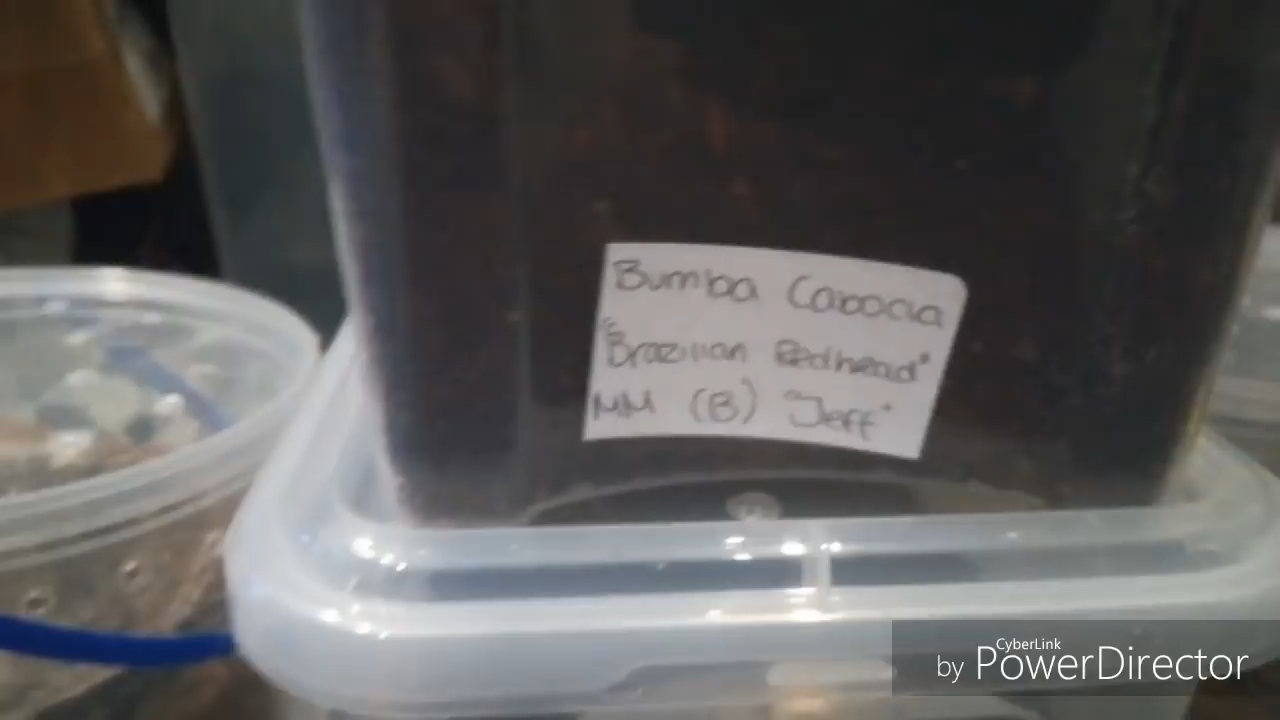 Bumba Cabocla
"Brazilian Redhead"
MM (B) "Jeff"
CyberLink
by PowerDirector